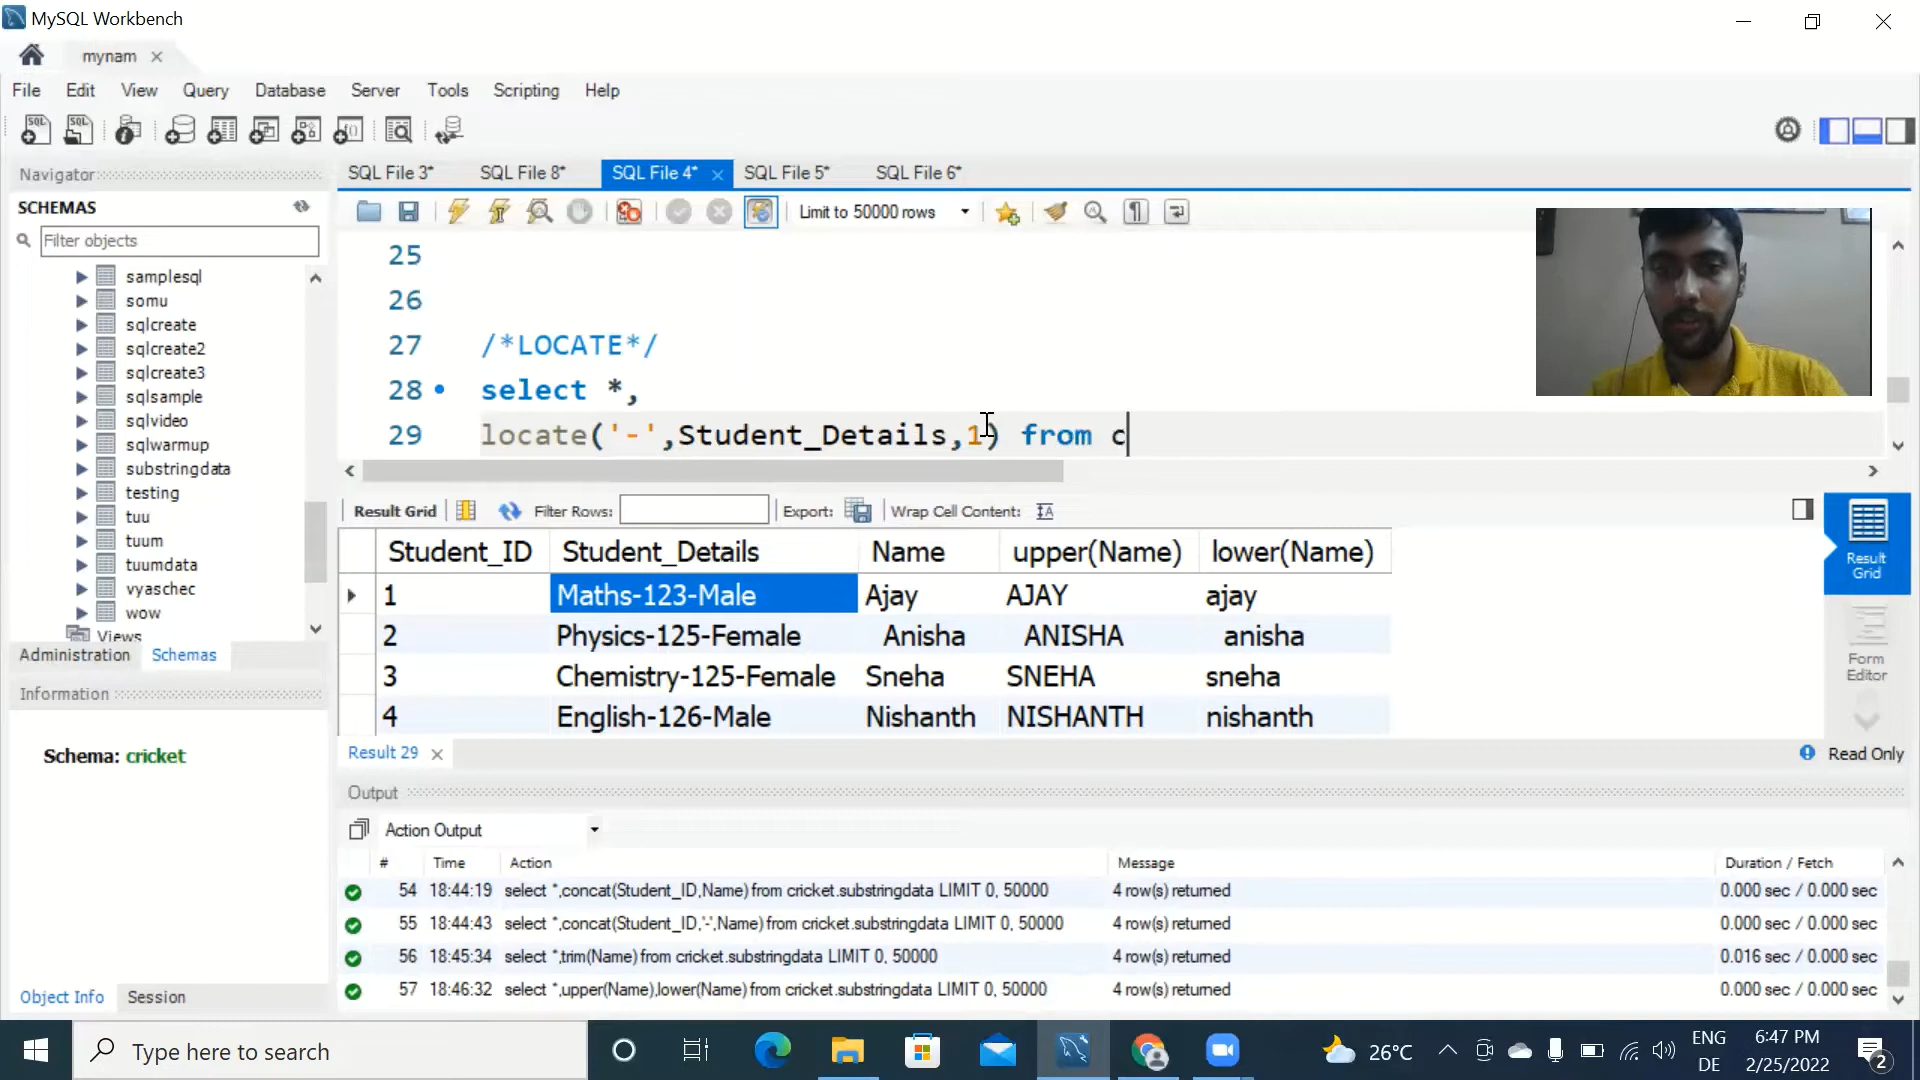 MySQL Workbench
mynam
File Edit View Query Database Server Tools Scripting Help
Navigator
SCHEMAS
Filter objects
samplesql
somu
sqlcreate
sqlcreate2
sqlcreate3
sqlsample
sqlvideo
sqlwarmup
substringdata
testing
tuu
tuum
tuumdata
vyaschec
wow
Views
Administration Schemas
Information
Schema: cricket
Object Info Session
SQL File 3* SQL File 8* SQL File 4* SQL File 5* SQL File 6*
Limit to 50000 rows
25
26
27 /*LOCATE*/
28 select *,
29 locate('-',Student_Details,1) from c
Result Grid Filter Rows: Export: Wrap Cell Content:
Student_ID Student_Details Name upper(Name) lower(Name)
1 Maths-123-Male Ajay AJAY ajay
2 Physics-125-Female Anisha ANISHA anisha
3 Chemistry-125-Female Sneha SNEHA sneha
4 English-126-Male Nishanth NISHANTH nishanth
Result Grid
Form Editor
Result 29
Read Only
Output
Action Output
# Time Action Message Duration / Fetch
54 18:44:19 select *,concat(Student_ID,Name) from cricket.substringdata LIMIT 0, 50000 4 row(s) returned 0.000 sec / 0.000 sec
55 18:44:43 select *,concat(Student_ID,'-',Name) from cricket.substringdata LIMIT 0, 50000 4 row(s) returned 0.000 sec / 0.000 sec
56 18:45:34 select *,trim(Name) from cricket.substringdata LIMIT 0, 50000 4 row(s) returned 0.016 sec / 0.000 sec
57 18:46:32 select *,upper(Name),lower(Name) from cricket.substringdata LIMIT 0, 50000 4 row(s) returned 0.000 sec / 0.000 sec
Type here to search
26°C
ENG
DE
6:47 PM
2/25/2022
2